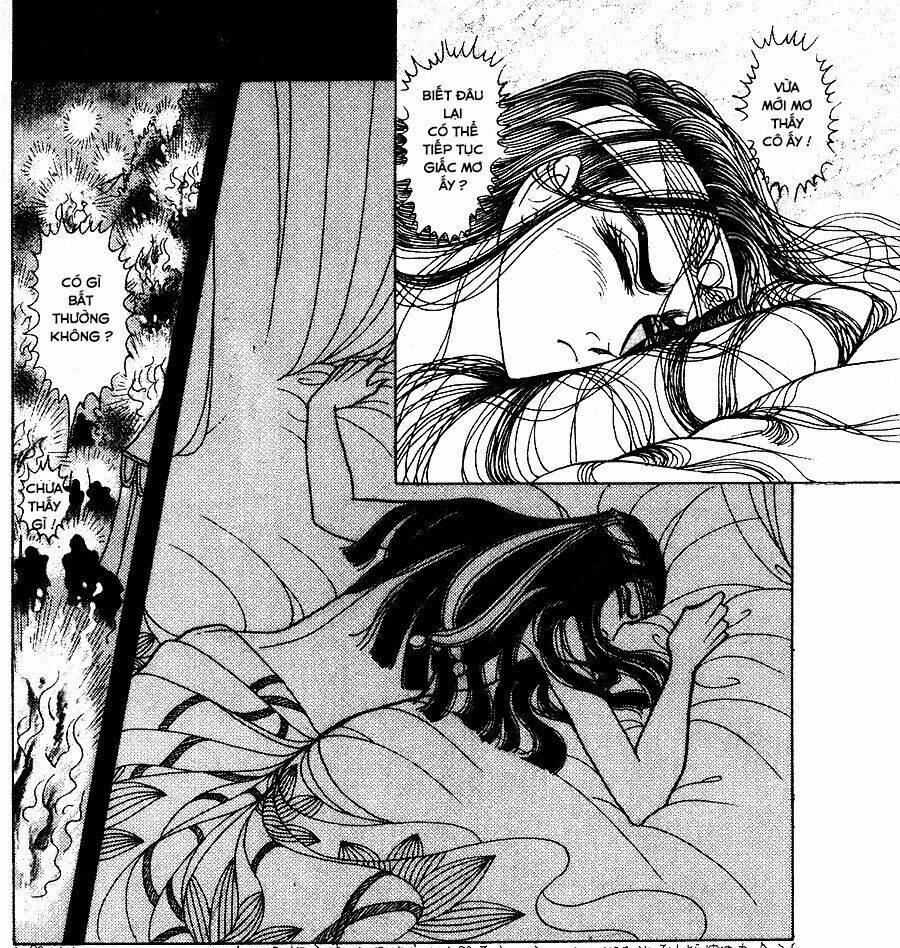 VỪA
MỚI MƠ
THẤY
CÔ ẤY !
BIẾT ĐÂU
LẠI
CÓ THỂ
TIẾP TỤC
GIẤC MƠ
ẤY ?
CÓ GÌ
BẤT
THƯỜNG
KHÔNG ?
CHƯA
THẤY
GÌ !